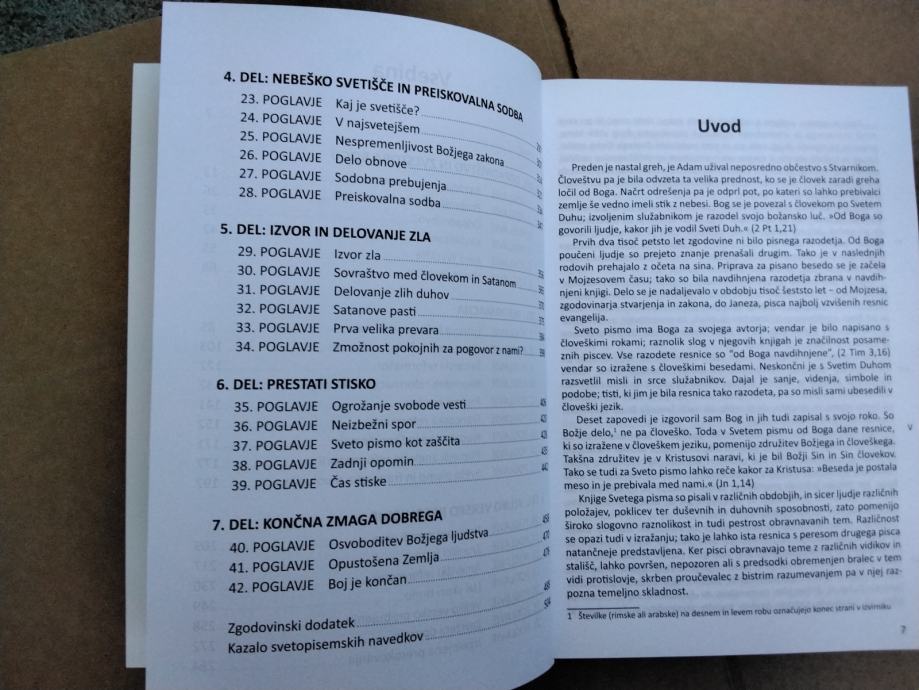 4. DEL: NEBEŠKO SVETIŠČE IN PREISKOVALNA SODBA
23. POGLAVJE Kaj je svetišče?
24. POGLAVJE V najsvetejšem
25. POGLAVJE Nespremenljivost Božjega zakona
26. POGLAVJE Delo obnove
27. POGLAVJE Sodobna prebujenja
28. POGLAVJE Preiskovalna sodba
5. DEL: IZVOR IN DELOVANJE ZLA
29. POGLAVJE Izvor zla
30. POGLAVJE Sovraštvo med človekom in Satanom
31. POGLAVJE Delovanje zlih duhov
32. POGLAVJE Satanove pasti
33. POGLAVJE Prva velika prevara
34. POGLAVJE Zmožnost pokojnih za pogovor z nami?
6. DEL: PRESTATI STISKO
35. POGLAVJE Ogrožanje svobode vesti
36. POGLAVJE Neizbežni spor
37. POGLAVJE Sveto pismo kot zaščita
38. POGLAVJE Zadnji opomin
39. POGLAVJE Čas stiske
7. DEL: KONČNA ZMAGA DOBREGA
40. POGLAVJE Osvoboditev Božjega ljudstva
41. POGLAVJE Opustošena Zemlja
42. POGLAVJE Boj je končan
Zgodovinski dodatek
Kazalo svetopisemskih navedkov
Uvod
Preden je nastal greh, je Adam užival neposredno občestvo s Stvarnikom.
Človeštvu pa je bila odvzeta ta velika prednost, ko se je človek zaradi greha
ločil od Boga. Načrt odrešenja pa je odprl pot, po kateri so lahko prebivalci
zemlje še vedno imeli stik z nebesi. Bog se je povezal s človekom po Svetem
Duhu; izvoljenim služabnikom je razodel svojo božansko luč. »Od Boga so
govorili ljudje, kakor jih je vodil Sveti Duh.« (2 Pt 1,21)
Prvih dva tisoč petsto let zgodovine ni bilo pisnega razodetja. Od Boga
poučeni ljudje so prejeto znanje prenašali drugim. Tako je v naslednjih
rodovih prehajalo z očeta na sina. Priprava za pisano besedo se je začela
v Mojzesovem času; tako so bila navdihnjena razodetja zbrana v navdih-
njeni knjigi. Delo se je nadaljevalo v obdobju tisoč šeststo let – od Mojzesa,
zgodovinarja stvarjenja in zakona, do Janeza, pisca najbolj vzvišenih resnic
evangelija.
Sveto pismo ima Boga za svojega avtorja; vendar je bilo napisano s
človeškimi rokami; raznolik slog v njegovih knjigah je značilnost posame-
znih piscev. Vse razodete resnice so "od Boga navdihnjene", (2 Tim 3,16)
vendar so izražene s človeškimi besedami. Neskončni je s Svetim Duhom
razsvetlil misli in srce služabnikov. Dajal je sanje, videnja, simbole in
podobe; tisti, ki jim je bila resnica tako razodeta, pa so misli sami ubesedili v
človeški jezik.
Deset zapovedi je izgovoril sam Bog in jih tudi zapisal s svojo roko. So
Božje delo,¹ ne pa človeško. Toda v Svetem pismu od Boga dane resnice,
ki so izražene v človeškem jeziku, pomenijo združitev Božjega in človeškega.
Takšna združitev je v Kristusovi naravi, ki je bil Božji Sin in Sin človekov.
Tako se tudi za Sveto pismo lahko reče kakor za Kristusa: »Beseda je postala
meso in je prebivala med nami.« (Jn 1,14)
Knjige Svetega pisma so pisali v različnih obdobjih, in sicer ljudje različnih
položajev, poklicev ter duševnih in duhovnih sposobnosti, zato pomenijo
široko slogovno raznolikost in tudi pestrost obravnavanih tem. Različnost
se opazi tudi v izražanju; tako je lahko ista resnica s peresom drugega pisca
natančneje predstavljena. Ker pisci obravnavajo teme z različnih vidikov in
stališč, lahko površen, nepozoren ali s predsodki obremenjen bralec v tem
vidi protislovje, skrben proučevalec z bistrim razumevanjem pa v njej raz-
pozna temeljno skladnost.
1 Številke (rimske ali arabske) na desnem in levem robu označujejo konec strani v izvirniku
7
V